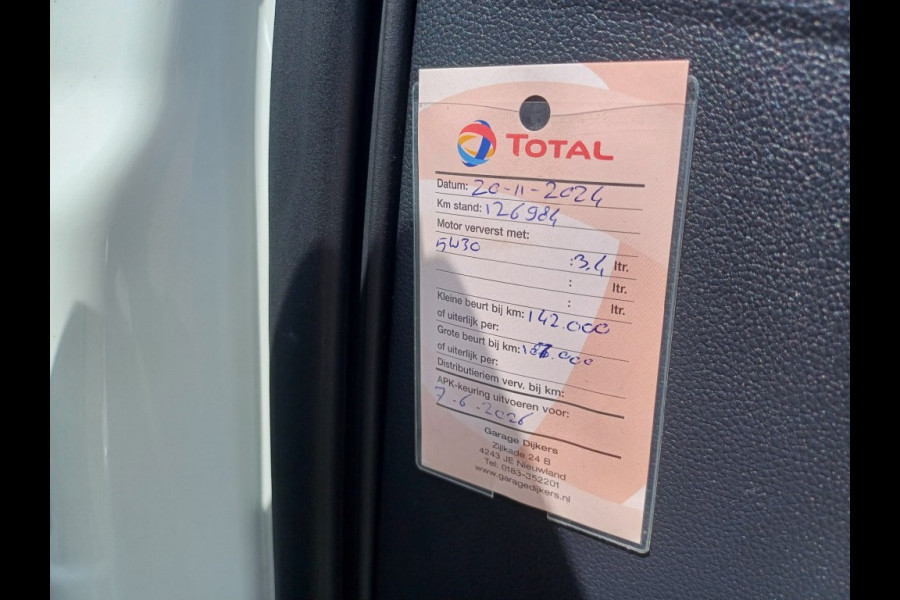 TOTAL
Datum: 20-11-2024
Km stand: 126984
Motor ververst met:
5W30 :3.4 ltr.
: ltr.
: ltr.
Kleine beurt bij km: 142.000
of uiterlijk per:
Grote beurt bij km: .000
of uiterlijk per:
Distributieriem verv. bij km:
APK-keuring uitvoeren voor:
7-6-2026
Garage Dijkers
Zijlkade 24 B
4243 JE Nieuwland
Tel: 0183-352201
www.garagedijkers.nl